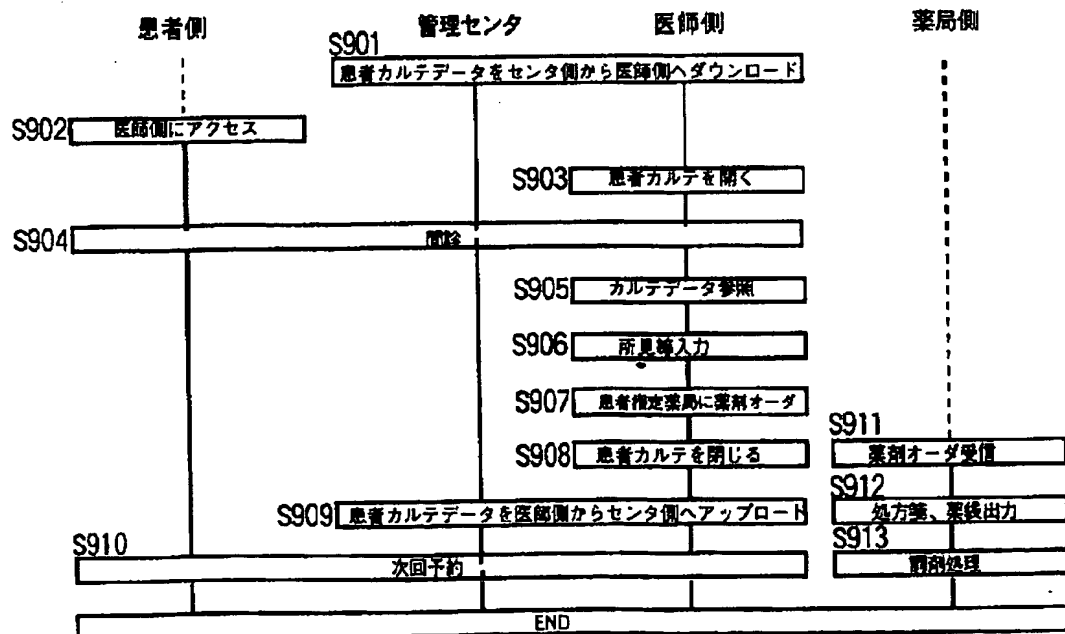 患者側 管理センタ 医師側 薬局側
S901
患者カルテデータをセンタ側から医師側へダウンロード
S902 医師側にアクセス
S903 患者カルテを開く
S904 問診
S905 カルテデータ参照
S906 所見等入力
S907 患者指定薬局に薬剤オーダ
S911
S908 患者カルテを閉じる 薬剤オーダ受信
S912
S909 患者カルテデータを医師側からセンタ側へアップロード 処方箋、薬袋出力
S910 S913
次回予約 調剤処理
END